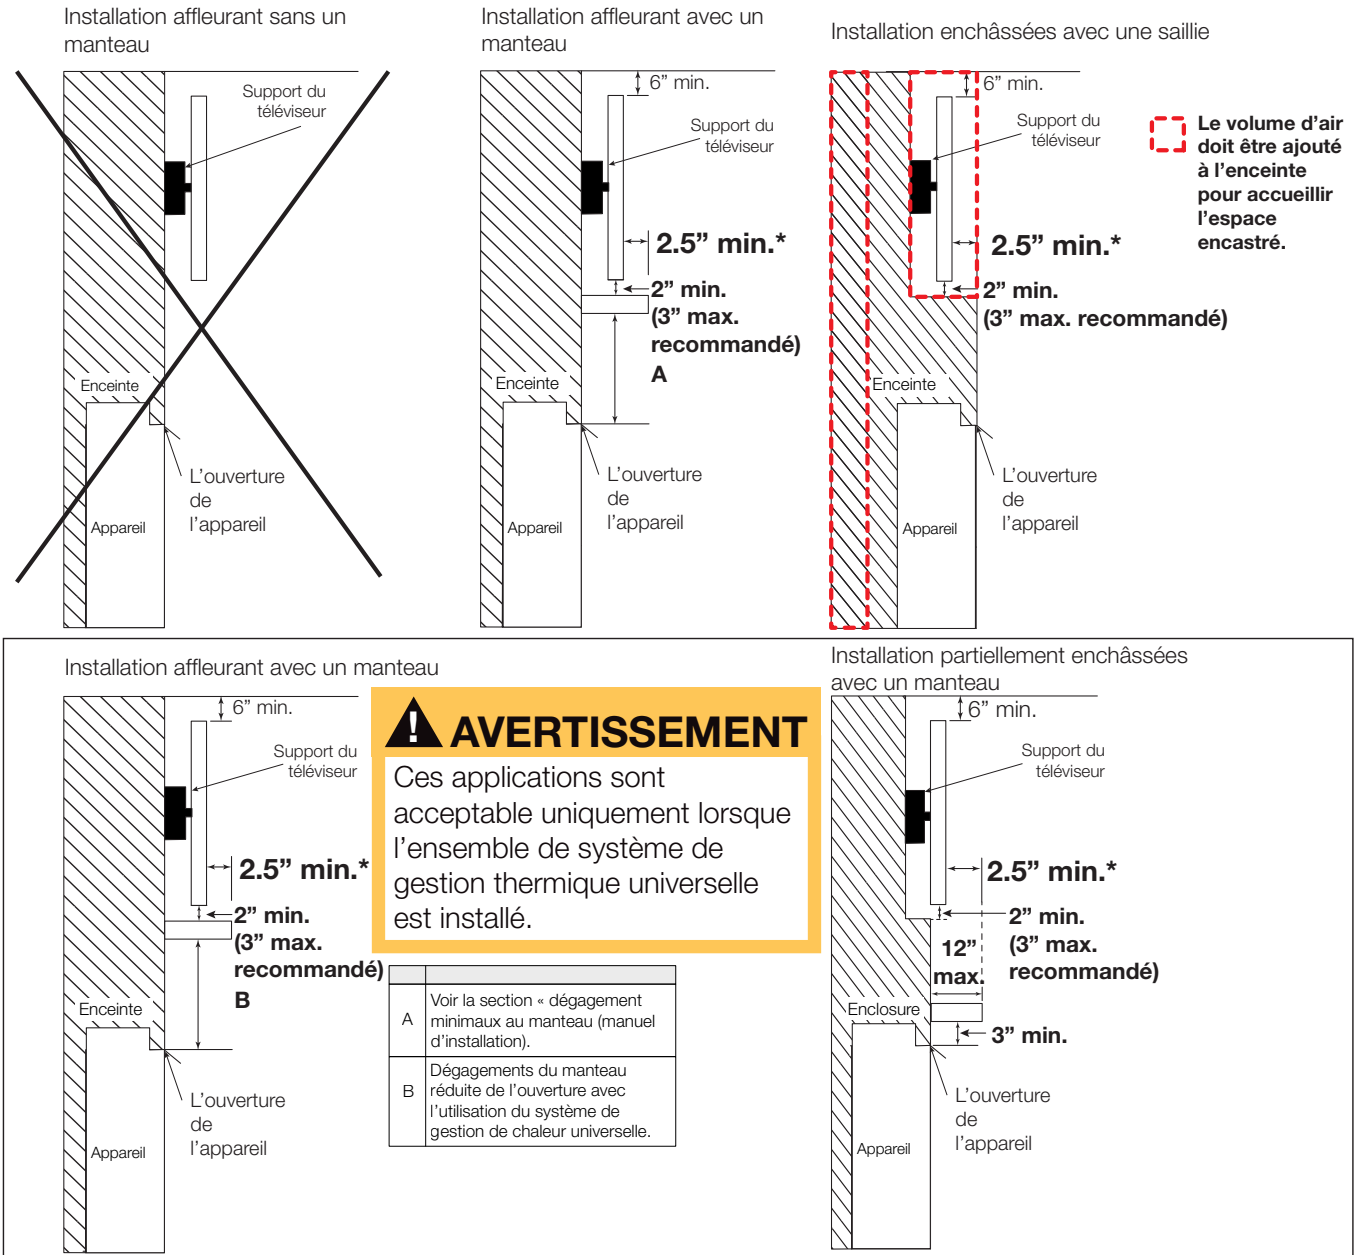 Installation affleurant sans un
manteau
Support du
téléviseur
Enceinte
L'ouverture
de
l'appareil
Appareil
Installation affleurant avec un
manteau
6” min.
Support du
téléviseur
2.5” min.*
2” min.
(3” max.
recommandé)
A
Enceinte
L'ouverture
de
l'appareil
Appareil
Installation enchâssées avec une saillie
6” min.
Support du
téléviseur
2.5” min.*
2” min.
(3” max. recommandé)
Enceinte
L'ouverture
de
l'appareil
Appareil
Le volume d'air
doit être ajouté
à l'enceinte
pour accueillir
l'espace
encastré.
Installation affleurant avec un manteau
6” min.
Support du
téléviseur
2.5” min.*
2” min.
(3” max.
recommandé)
B
Enceinte
L'ouverture
de
l'appareil
Appareil
! AVERTISSEMENT
Ces applications sont
acceptable uniquement lorsque
l'ensemble de système de
gestion thermique universelle
est installé.
A Voir la section « dégagement
minimaux au manteau (manuel
d'installation).
B Dégagements du manteau
réduite de l'ouverture avec
l'utilisation du système de
gestion de chaleur universelle.
Installation partiellement enchâssées
avec un manteau
6” min.
Support du
téléviseur
2.5” min.*
2” min.
(3” max.
recommandé)
12”
max.
Enclosure
3” min.
L'ouverture
de
l'appareil
Appareil